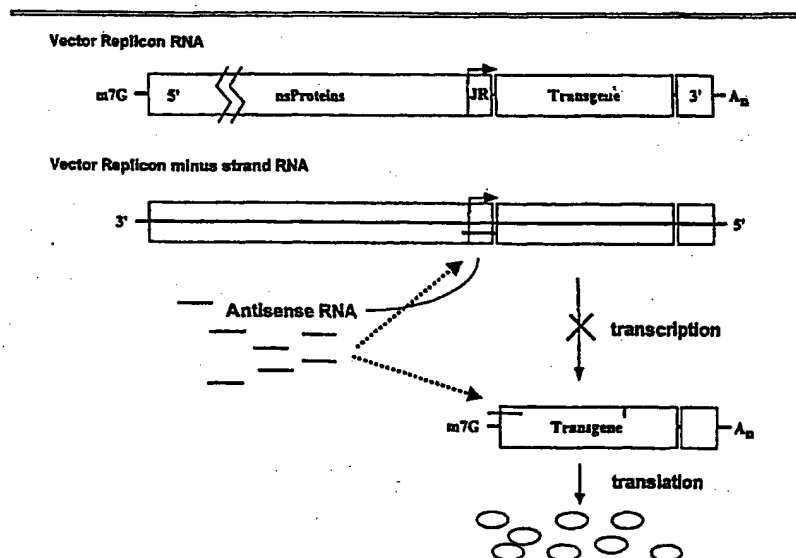 Vector Replicon RNA
m7G 5' nsProteins JR Transgene 3' An
Vector Replicon minus strand RNA
3' 5'
Antisense RNA
transcription
m7G Transgene An
translation